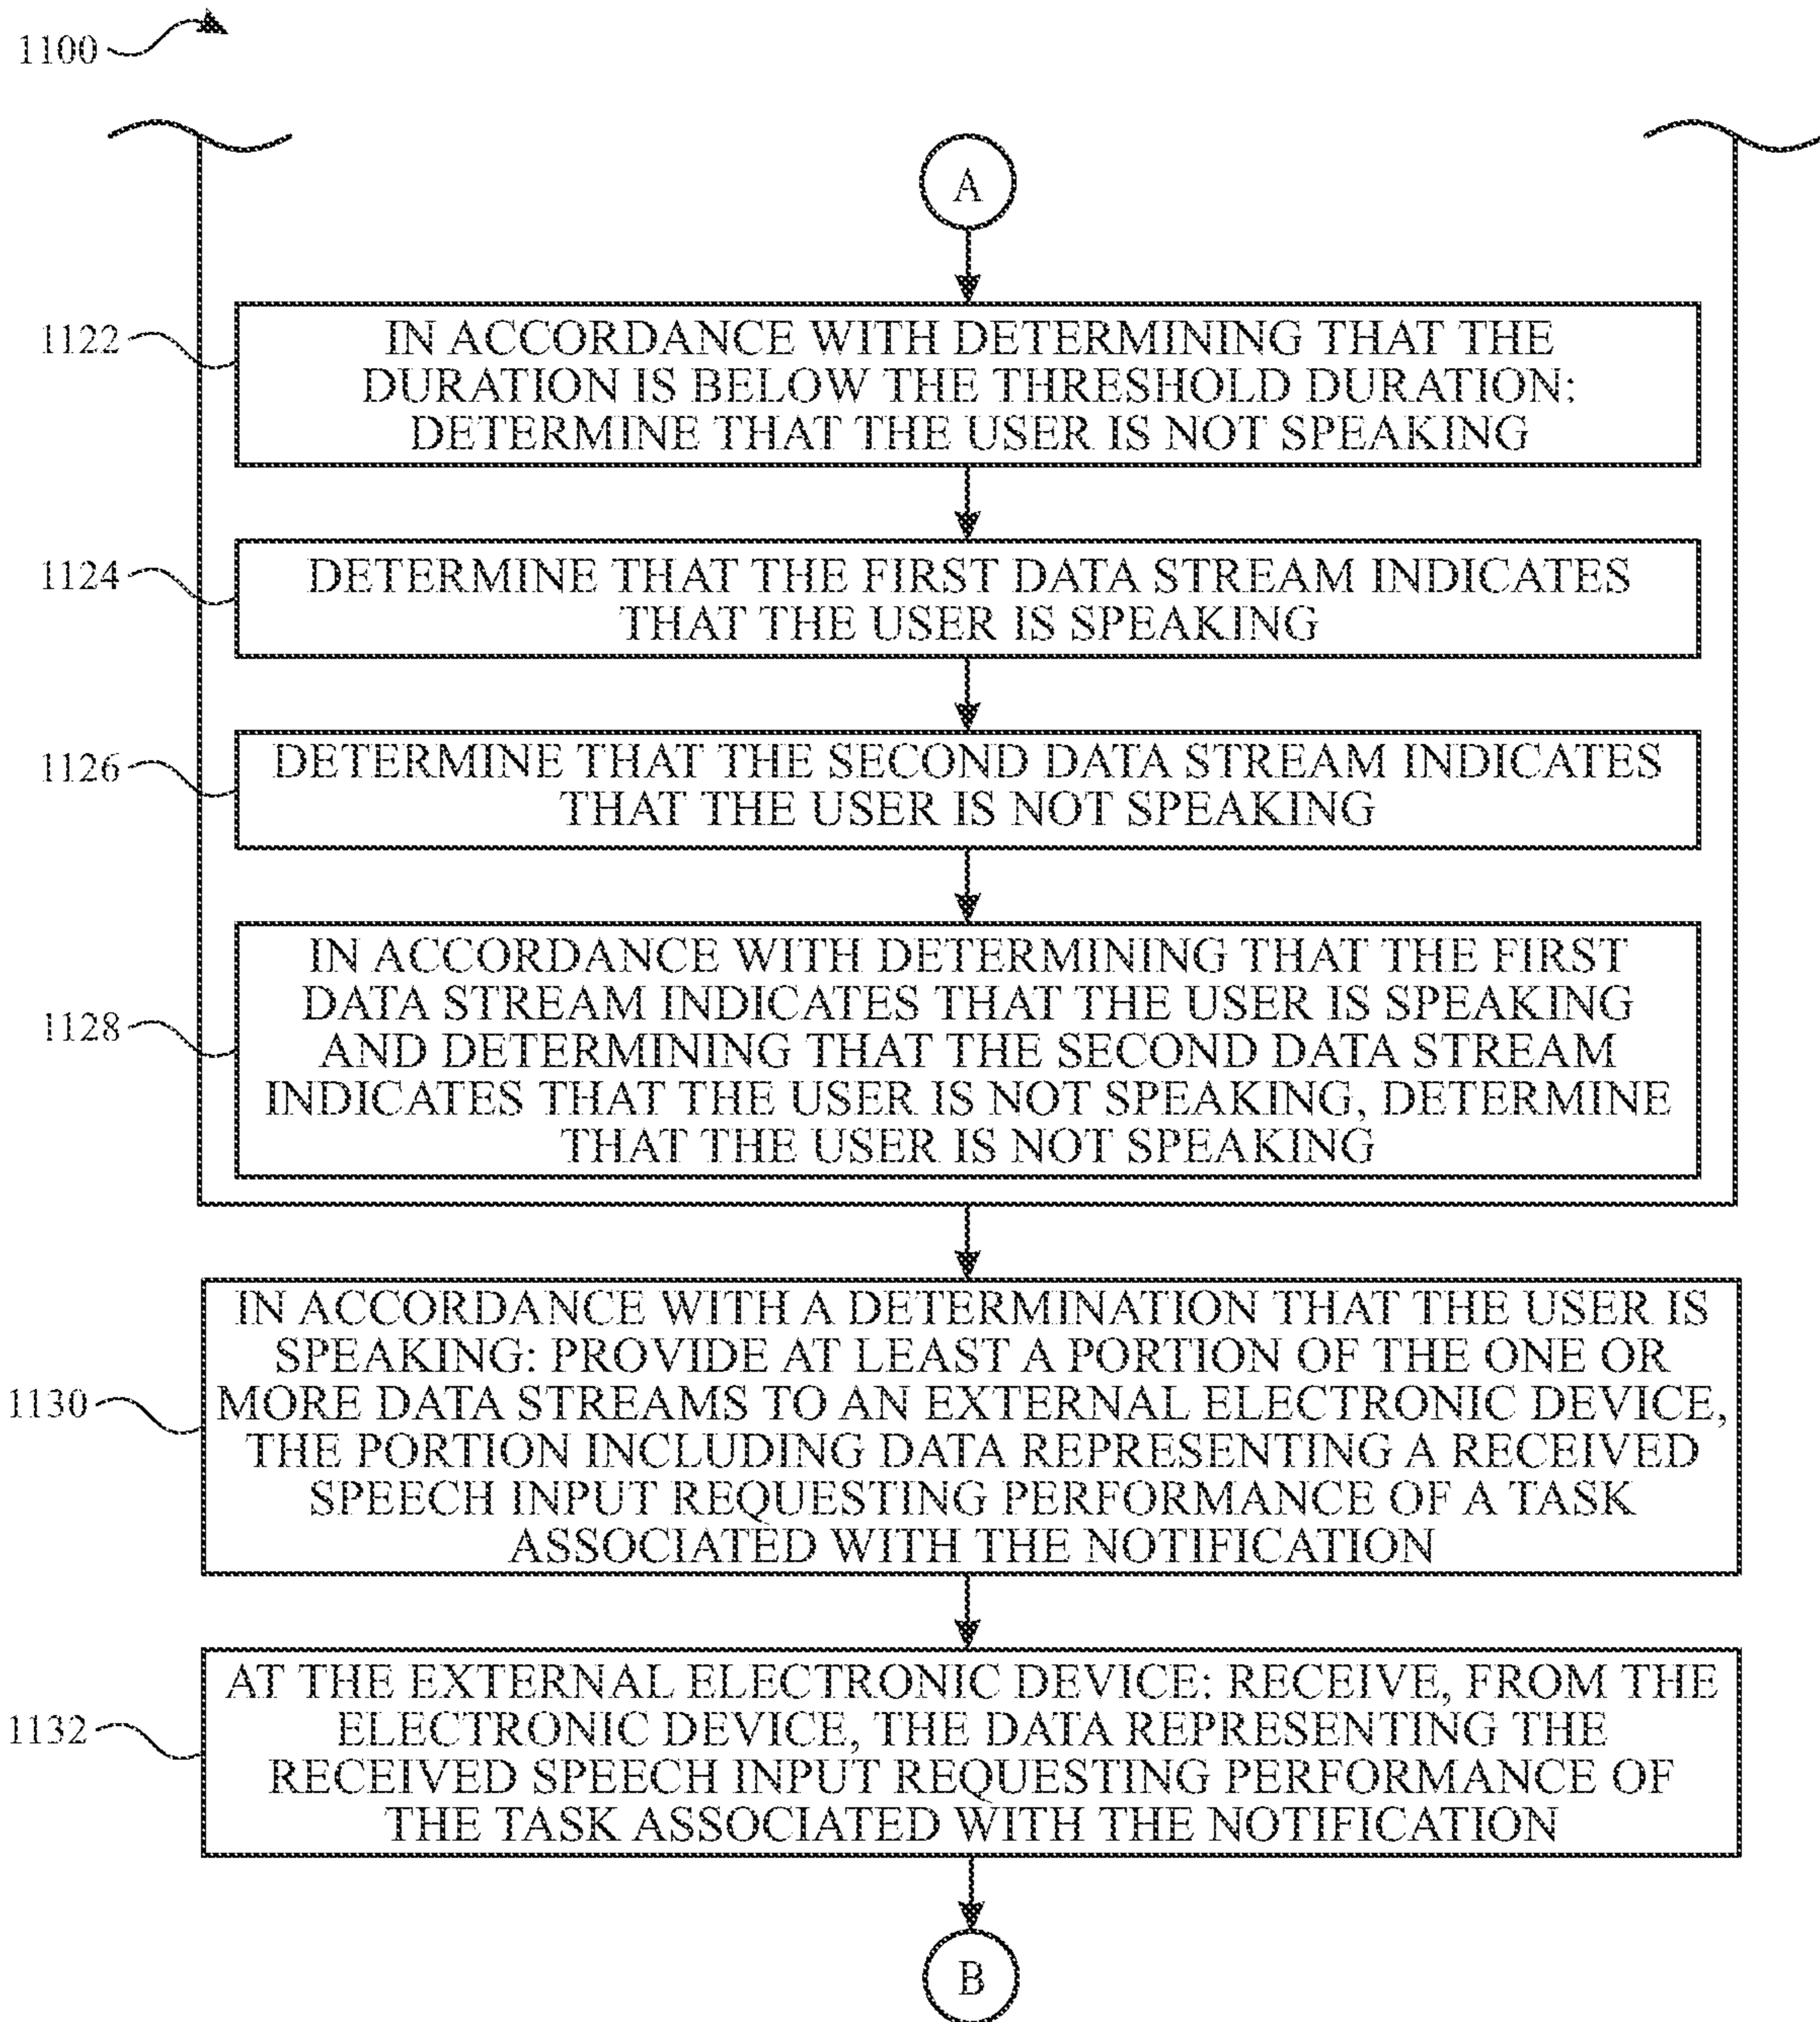 1100
A
1122
IN ACCORDANCE WITH DETERMINING THAT THE
DURATION IS BELOW THE THRESHOLD DURATION:
DETERMINE THAT THE USER IS NOT SPEAKING
1124
DETERMINE THAT THE FIRST DATA STREAM INDICATES
THAT THE USER IS SPEAKING
1126
DETERMINE THAT THE SECOND DATA STREAM INDICATES
THAT THE USER IS NOT SPEAKING
1128
IN ACCORDANCE WITH DETERMINING THAT THE FIRST
DATA STREAM INDICATES THAT THE USER IS SPEAKING
AND DETERMINING THAT THE SECOND DATA STREAM
INDICATES THAT THE USER IS NOT SPEAKING, DETERMINE
THAT THE USER IS NOT SPEAKING
1130
IN ACCORDANCE WITH A DETERMINATION THAT THE USER IS
SPEAKING: PROVIDE AT LEAST A PORTION OF THE ONE OR
MORE DATA STREAMS TO AN EXTERNAL ELECTRONIC DEVICE,
THE PORTION INCLUDING DATA REPRESENTING A RECEIVED
SPEECH INPUT REQUESTING PERFORMANCE OF A TASK
ASSOCIATED WITH THE NOTIFICATION
1132
AT THE EXTERNAL ELECTRONIC DEVICE: RECEIVE, FROM THE
ELECTRONIC DEVICE, THE DATA REPRESENTING THE
RECEIVED SPEECH INPUT REQUESTING PERFORMANCE OF
THE TASK ASSOCIATED WITH THE NOTIFICATION
B